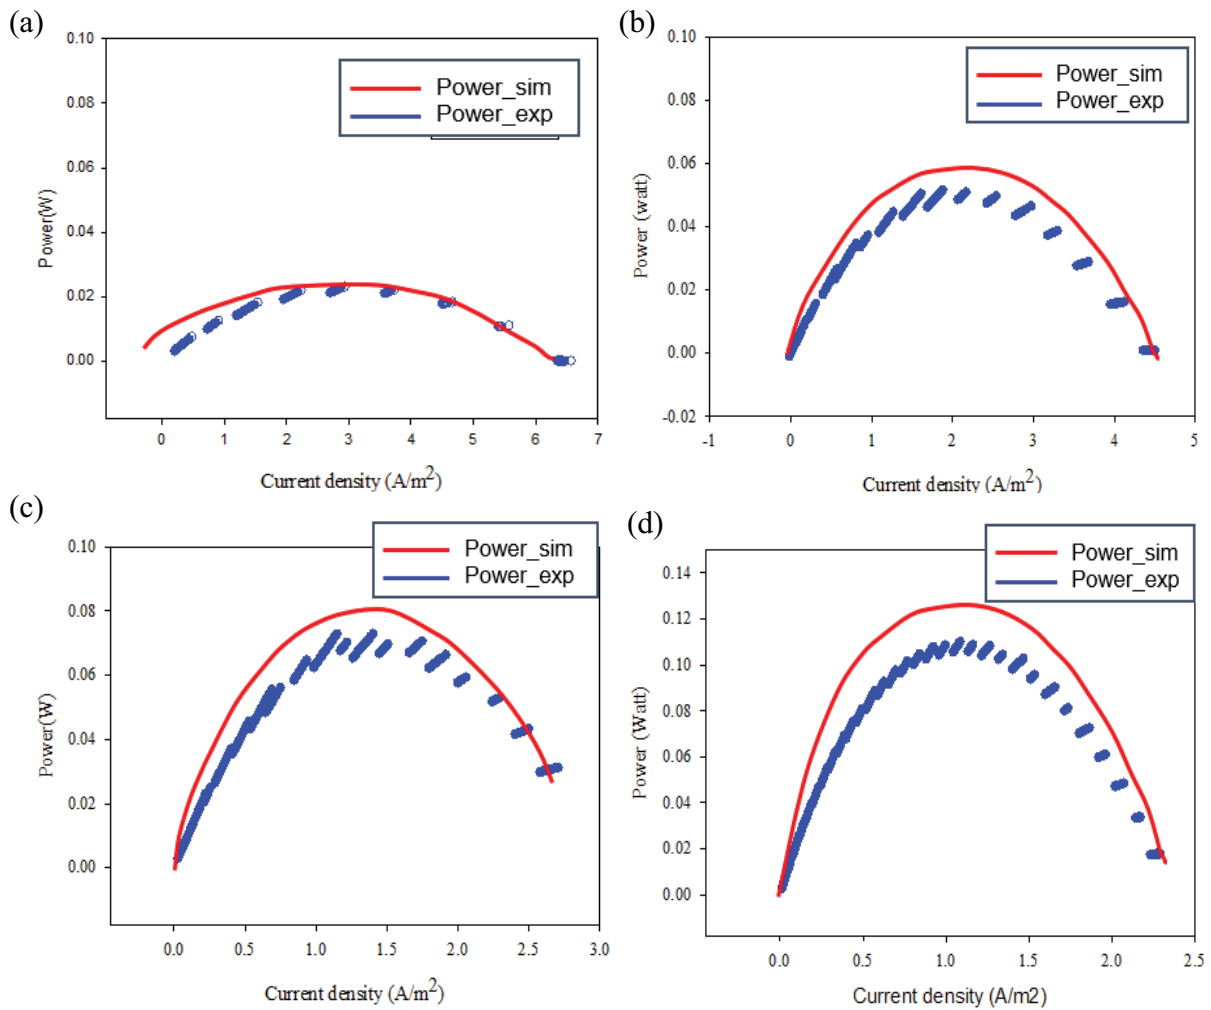 (a)
0.10
0.08
0.06
0.04
0.02
0.00
Power(W)
Power_sim
Power_exp
0 1 2 3 4 5 6 7
Current density (A/m2)
(b)
0.10
0.08
0.06
0.04
0.02
0.00
-0.02
Power (watt)
Power_sim
Power_exp
-1 0 1 2 3 4 5
Current density (A/m2)
(c)
0.10
0.08
0.06
0.04
0.02
0.00
Power(W)
Power_sim
Power_exp
0.0 0.5 1.0 1.5 2.0 2.5 3.0
Current density (A/m2)
(d)
0.14
0.12
0.10
0.08
0.06
0.04
0.02
0.00
Power (Watt)
Power_sim
Power_exp
0.0 0.5 1.0 1.5 2.0 2.5
Current density (A/m2)